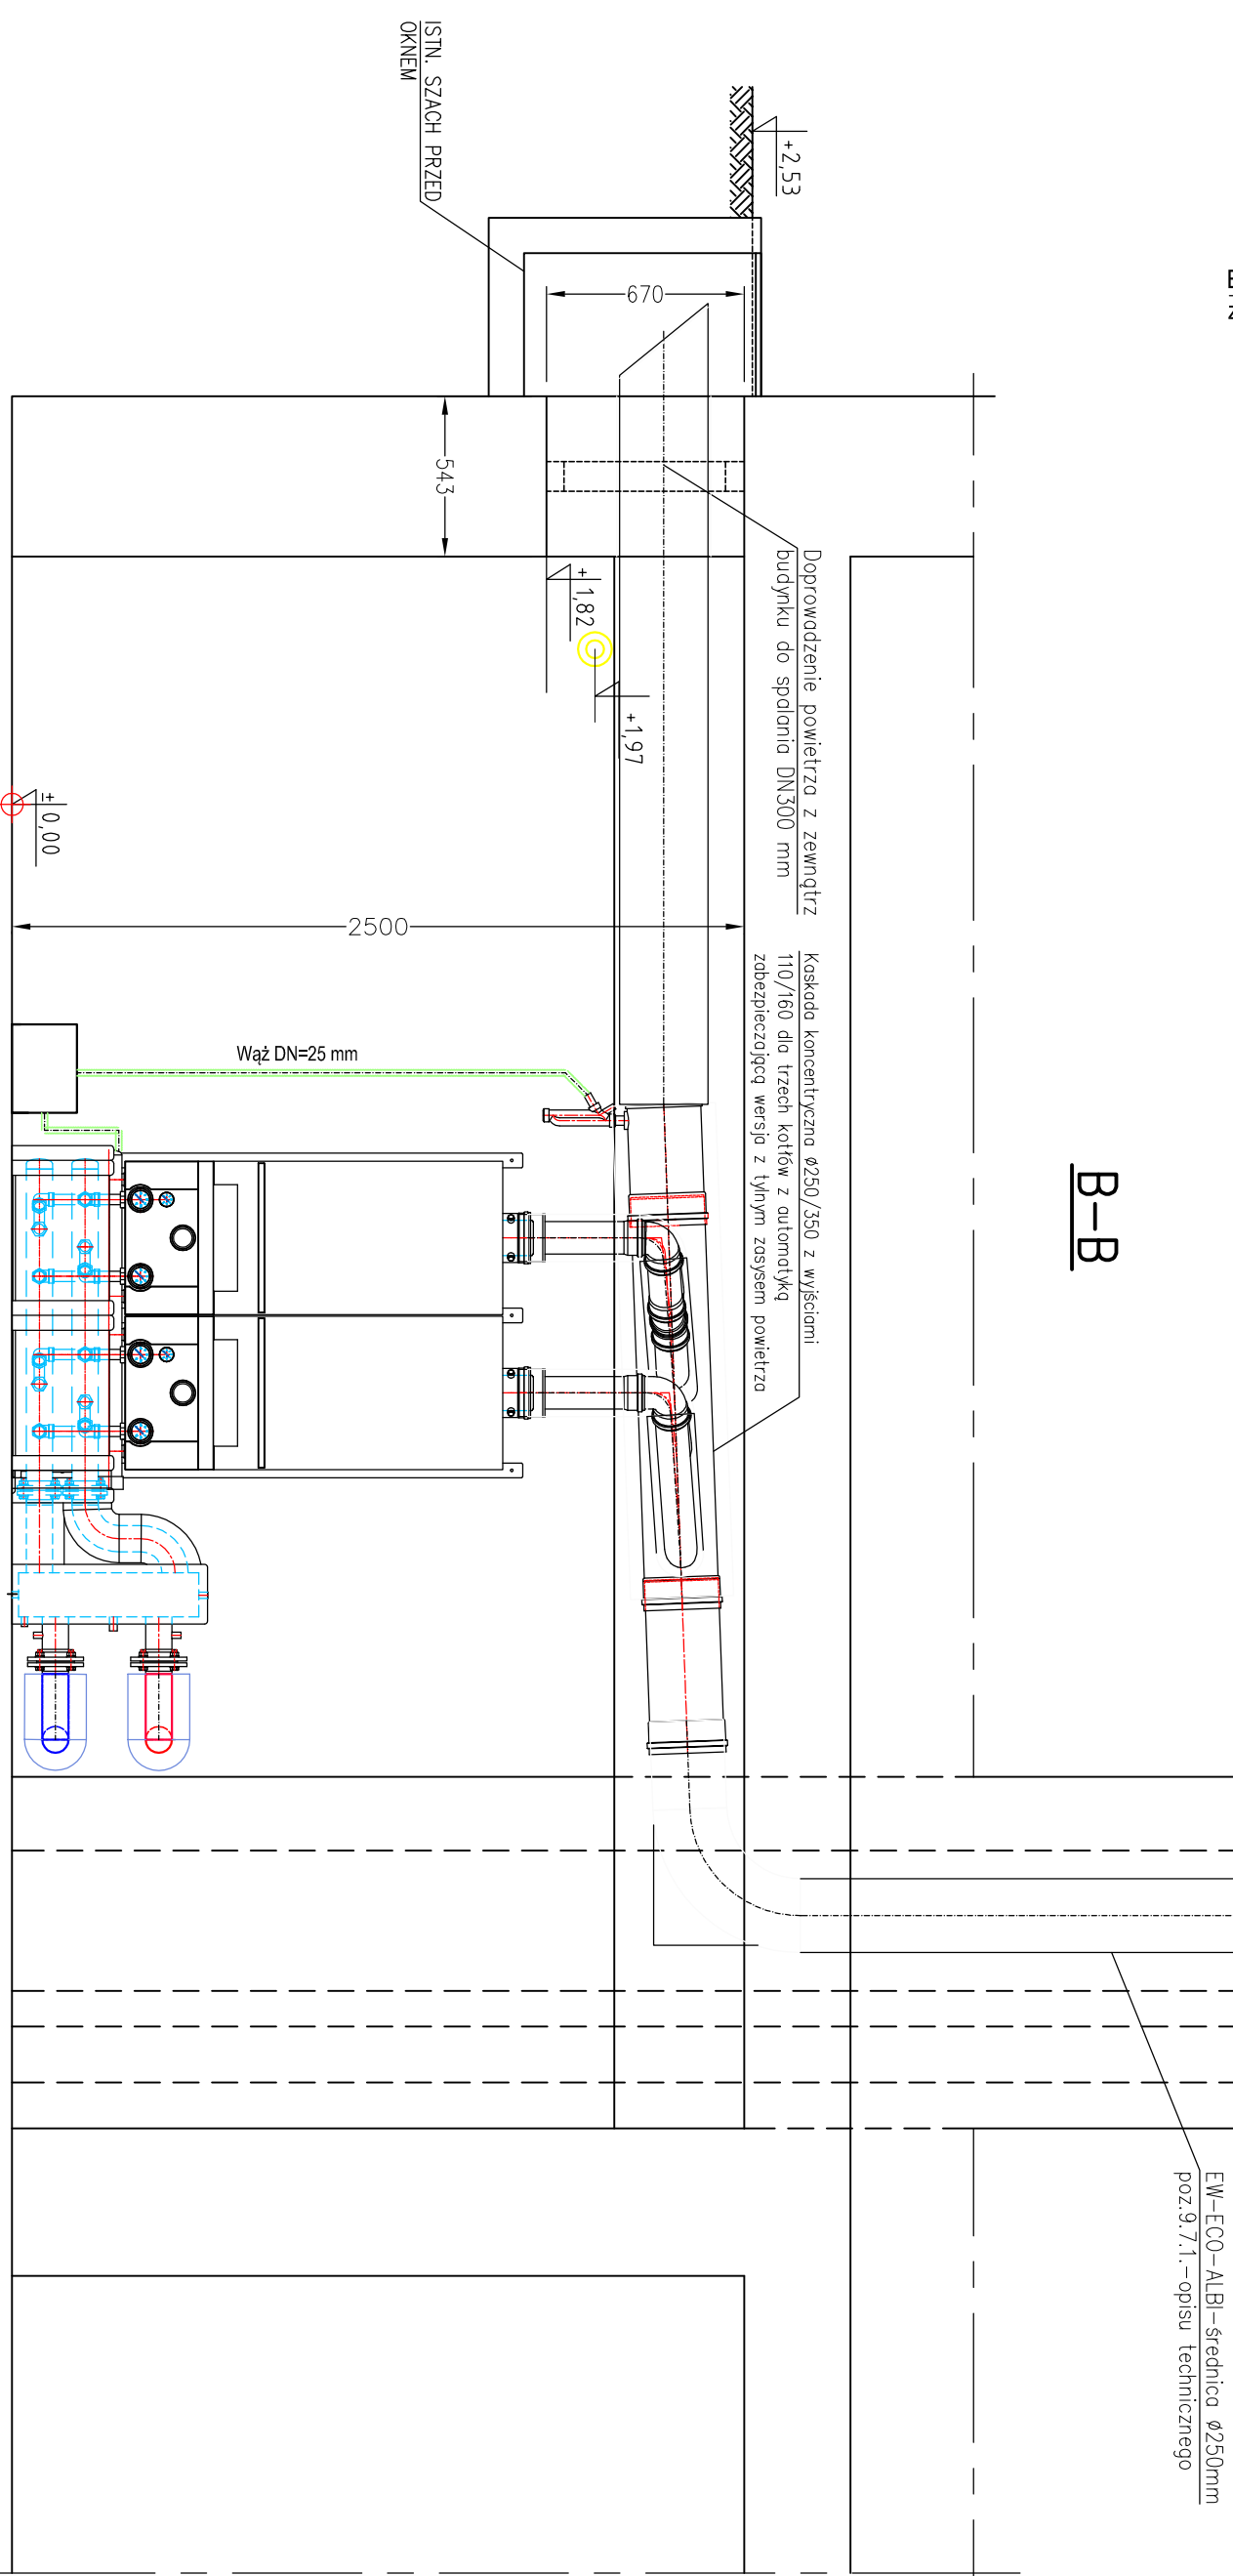 B-B
ISTN. SZACH PRZED
OKNEM
+2,53
670
543
Doprowadzenie powietrza z zewnątrz
budynku do spalania DN300 mm
+1,82
+1,97
±0,00
2500
Kaskada koncentryczna ø250/350 z wyjściami
110/160 dla trzech kotłów z automatyką
zabezpieczającą wersja z tylnym zasysem powietrza
Wąż DN=25 mm
EW-ECO-ALBI-średnica ø250mm
poz.9.7.1.-opisu technicznego